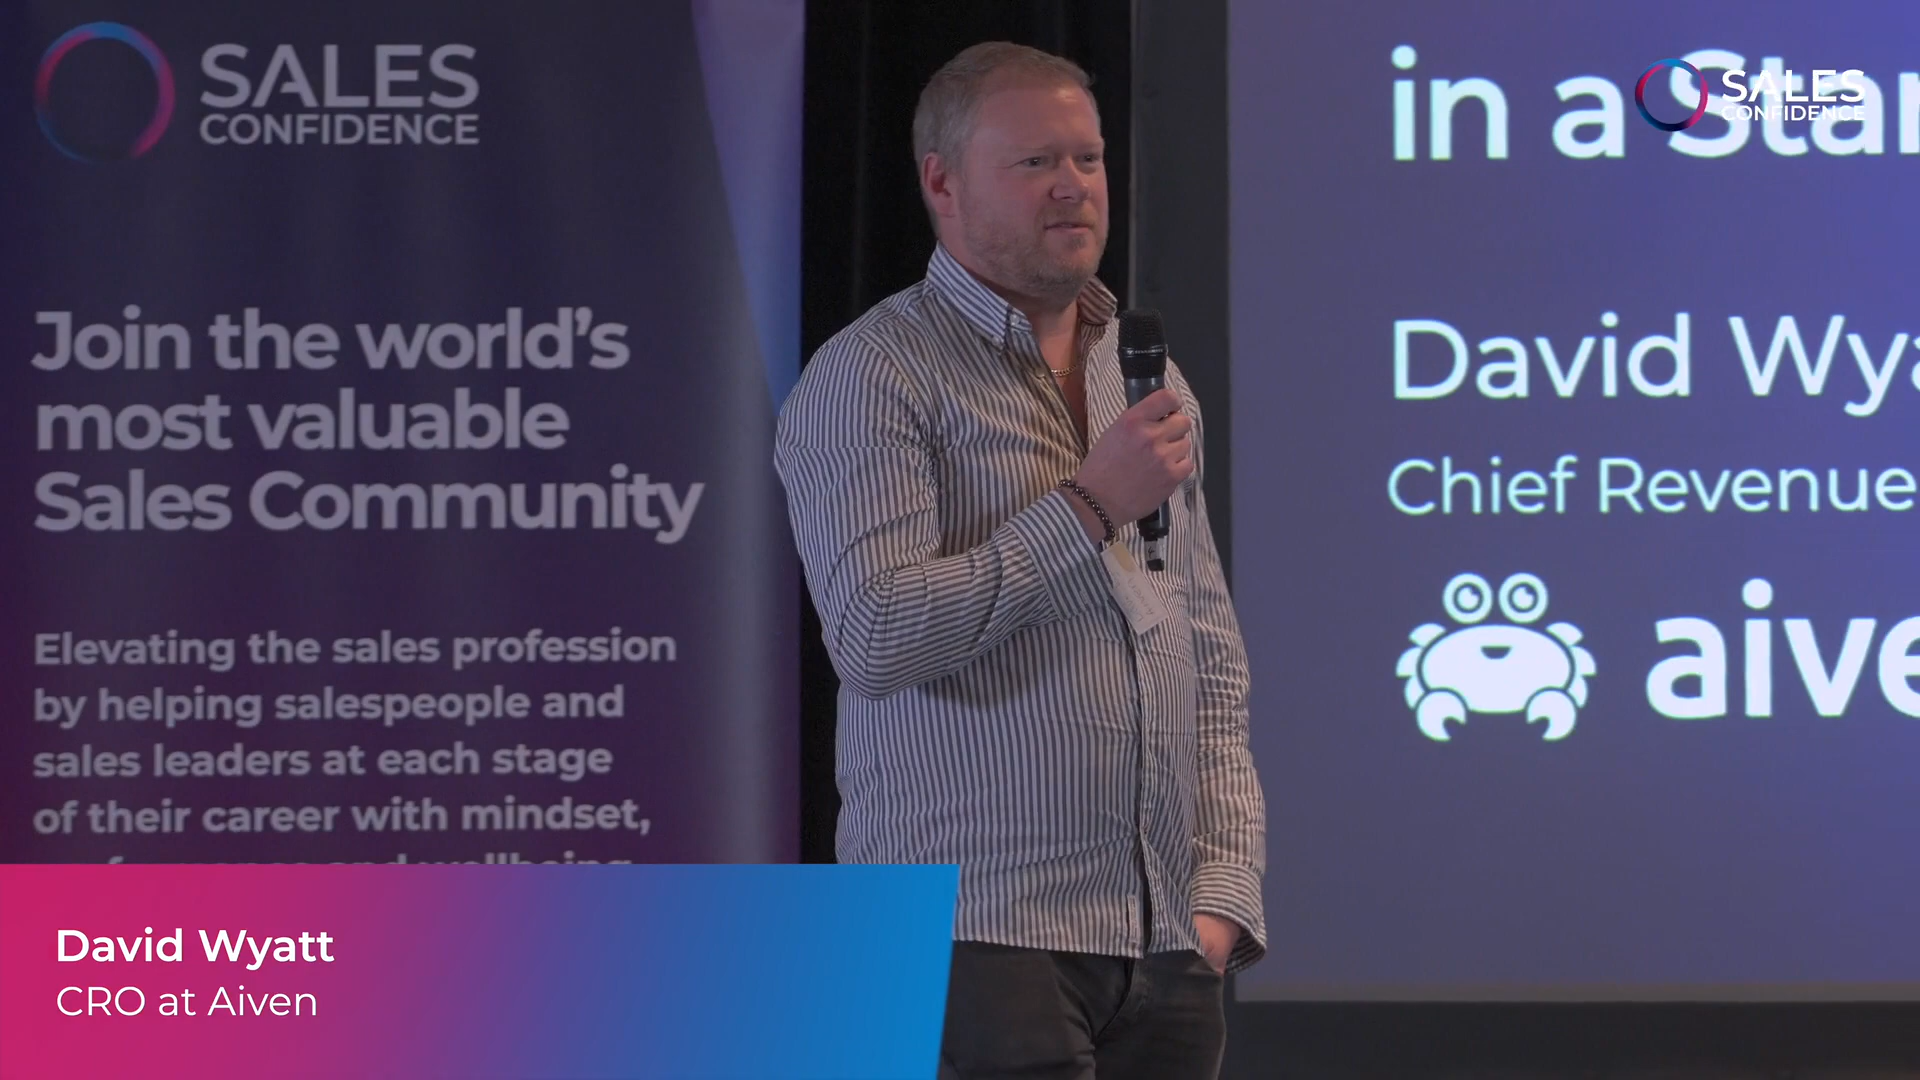 SALES
CONFIDENCE
Join the world's
most valuable
Sales Community
Elevating the sales profession
by helping salespeople and
sales leaders at each stage
of their career with mindset,
David Wyatt
CRO at Aiven
in a Star
SALES
CONFIDENCE
David Wya
Chief Revenue
aive